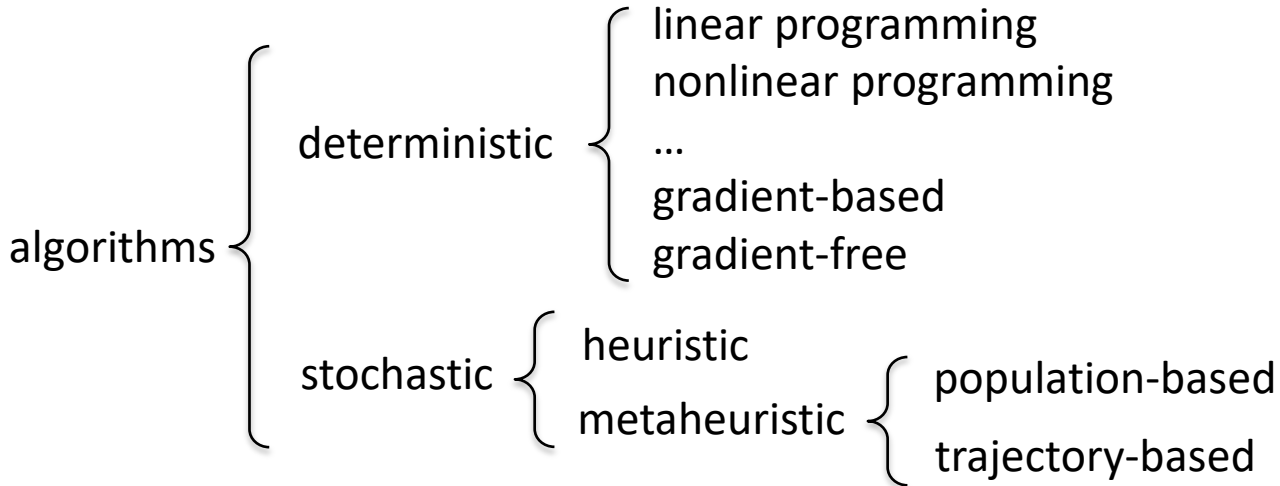 algorithms
deterministic
linear programming
nonlinear programming
...
gradient-based
gradient-free
stochastic
heuristic
metaheuristic
population-based
trajectory-based